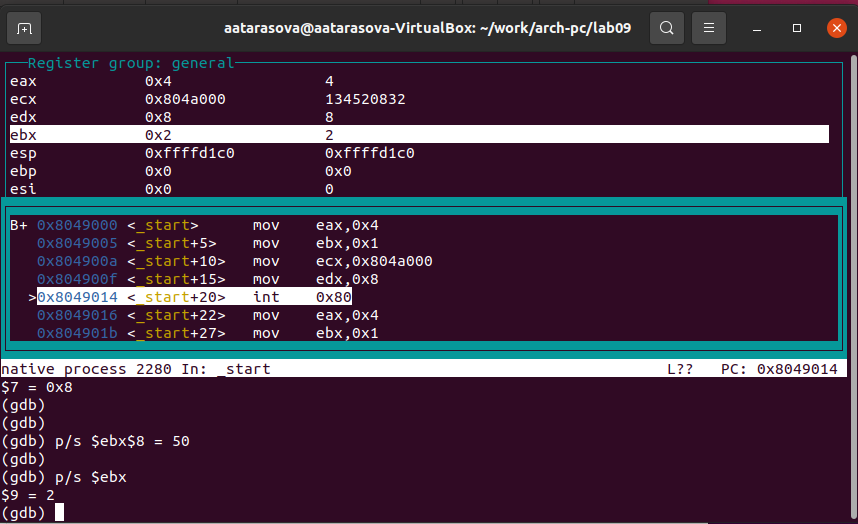 aatarasova@aatarasova-VirtualBox: ~/work/arch-pc/lab09
Register group: general
eax 0x4 4
ecx 0x804a000 134520832
edx 0x8 8
ebx 0x2 2
esp 0xffffd1c0 0xffffd1c0
ebp 0x0 0x0
esi 0x0 0
B+ 0x8049000 <_start> mov eax,0x4
0x8049005 <_start+5> mov ebx,0x1
0x804900a <_start+10> mov ecx,0x804a000
0x804900f <_start+15> mov edx,0x8
>0x8049014 <_start+20> int 0x80
0x8049016 <_start+22> mov eax,0x4
0x804901b <_start+27> mov ebx,0x1
native process 2280 In: _start L?? PC: 0x8049014
$7 = 0x8
(gdb)
(gdb)
(gdb) p/s $ebx$8 = 50
(gdb)
(gdb) p/s $ebx
$9 = 2
(gdb)